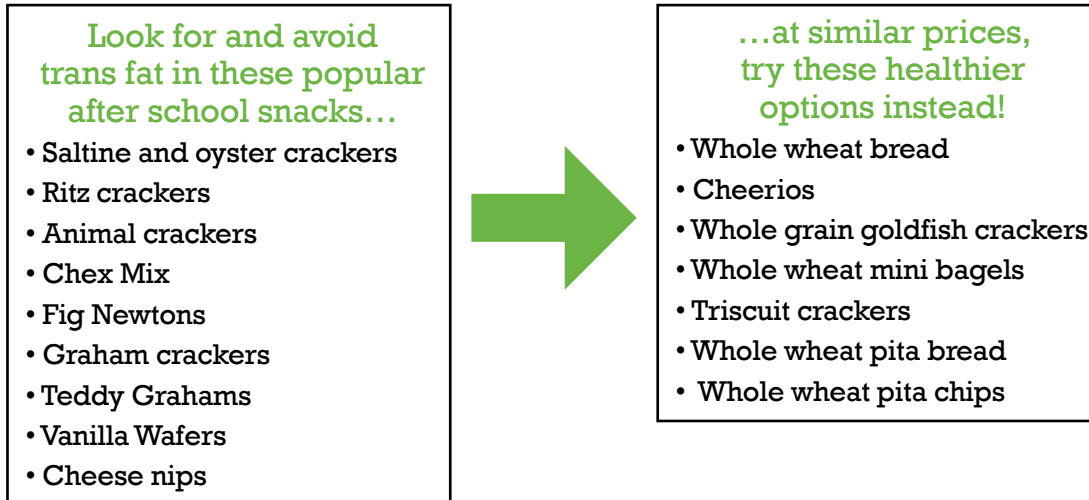 Look for and avoid
trans fat in these popular
after school snacks…
• Saltine and oyster crackers
• Ritz crackers
• Animal crackers
• Chex Mix
• Fig Newtons
• Graham crackers
• Teddy Grahams
• Vanilla Wafers
• Cheese nips
…at similar prices,
try these healthier
options instead!
• Whole wheat bread
• Cheerios
• Whole grain goldfish crackers
• Whole wheat mini bagels
• Triscuit crackers
• Whole wheat pita bread
• Whole wheat pita chips